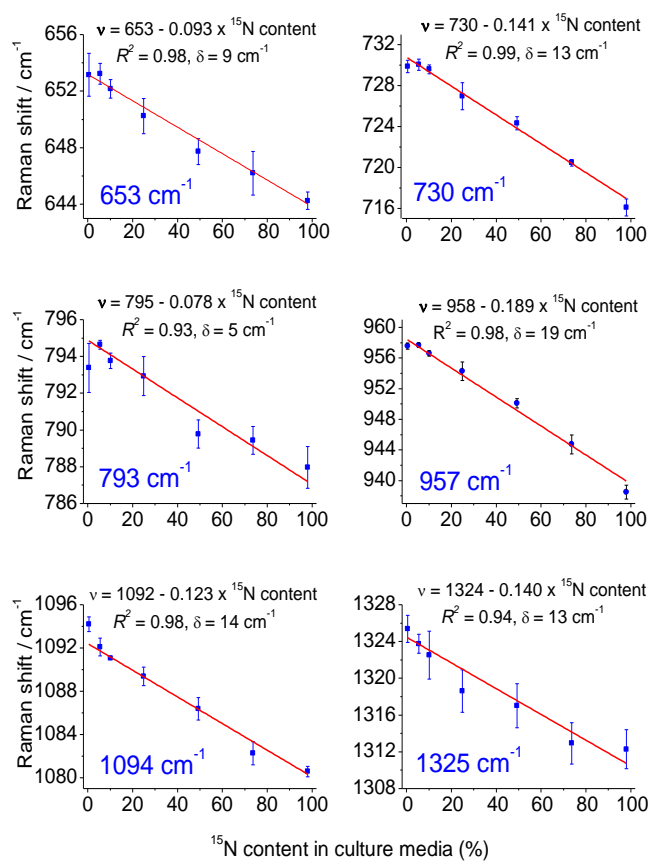 ν = 653 - 0.093 x ¹⁵N content
R² = 0.98, δ = 9 cm⁻¹
656
652
648
644
0 20 40 60 80 100
Raman shift / cm⁻¹
653 cm⁻¹
ν = 730 - 0.141 x ¹⁵N content
R² = 0.99, δ = 13 cm⁻¹
732
728
724
720
716
0 20 40 60 80 100
730 cm⁻¹
ν = 795 - 0.078 x ¹⁵N content
R² = 0.93, δ = 5 cm⁻¹
796
794
792
790
788
786
0 20 40 60 80 100
Raman shift / cm⁻¹
793 cm⁻¹
ν = 958 - 0.189 x ¹⁵N content
R² = 0.98, δ = 19 cm⁻¹
960
956
952
948
944
940
0 20 40 60 80 100
957 cm⁻¹
ν = 1092 - 0.123 x ¹⁵N content
R² = 0.98, δ = 14 cm⁻¹
1096
1092
1088
1084
1080
0 20 40 60 80 100
Raman shift / cm⁻¹
1094 cm⁻¹
ν = 1324 - 0.140 x ¹⁵N content
R² = 0.94, δ = 13 cm⁻¹
1328
1324
1320
1316
1312
1308
0 20 40 60 80 100
1325 cm⁻¹
¹⁵N content in culture media (%)